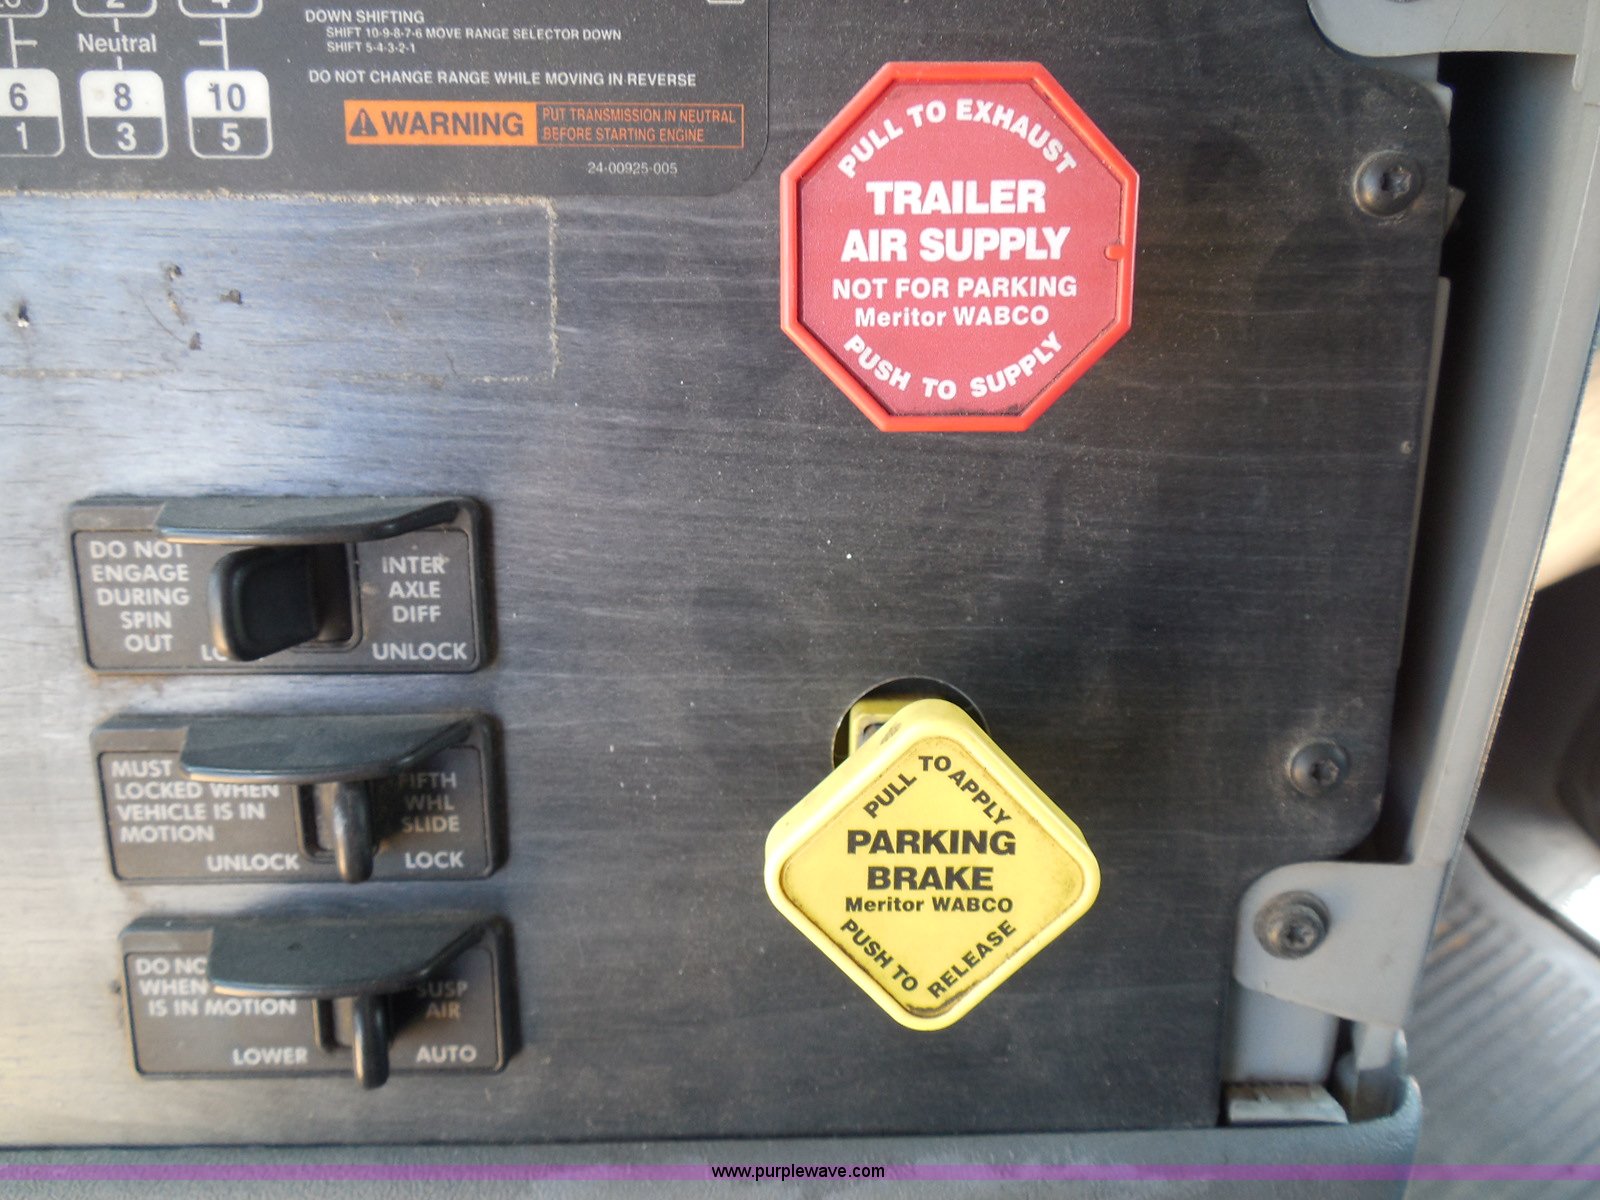 2
4
Neutral
6
8
10
1
3
5
DOWN SHIFTING
SHIFT 10-9-8-7-6 MOVE RANGE SELECTOR DOWN
SHIFT 5-4-3-2-1
DO NOT CHANGE RANGE WHILE MOVING IN REVERSE
WARNING
PUT TRANSMISSION IN NEUTRAL
BEFORE STARTING ENGINE
24-00925-005
PULL TO EXHAUST
TRAILER
AIR SUPPLY
NOT FOR PARKING
Meritor WABCO
PUSH TO SUPPLY
DO NOT
ENGAGE
DURING
SPIN
OUT
INTER
AXLE
DIFF
UNLOCK
MUST
LOCKED WHEN
VEHICLE IS IN
MOTION
UNLOCK
FIFTH
WHL
SLIDE
LOCK
DO
WHEN
IS IN MOTION
LOWER
SUSP
AIR
AUTO
PULL TO APPLY
PARKING
BRAKE
Meritor WABCO
PUSH TO RELEASE
www.purplewave.com